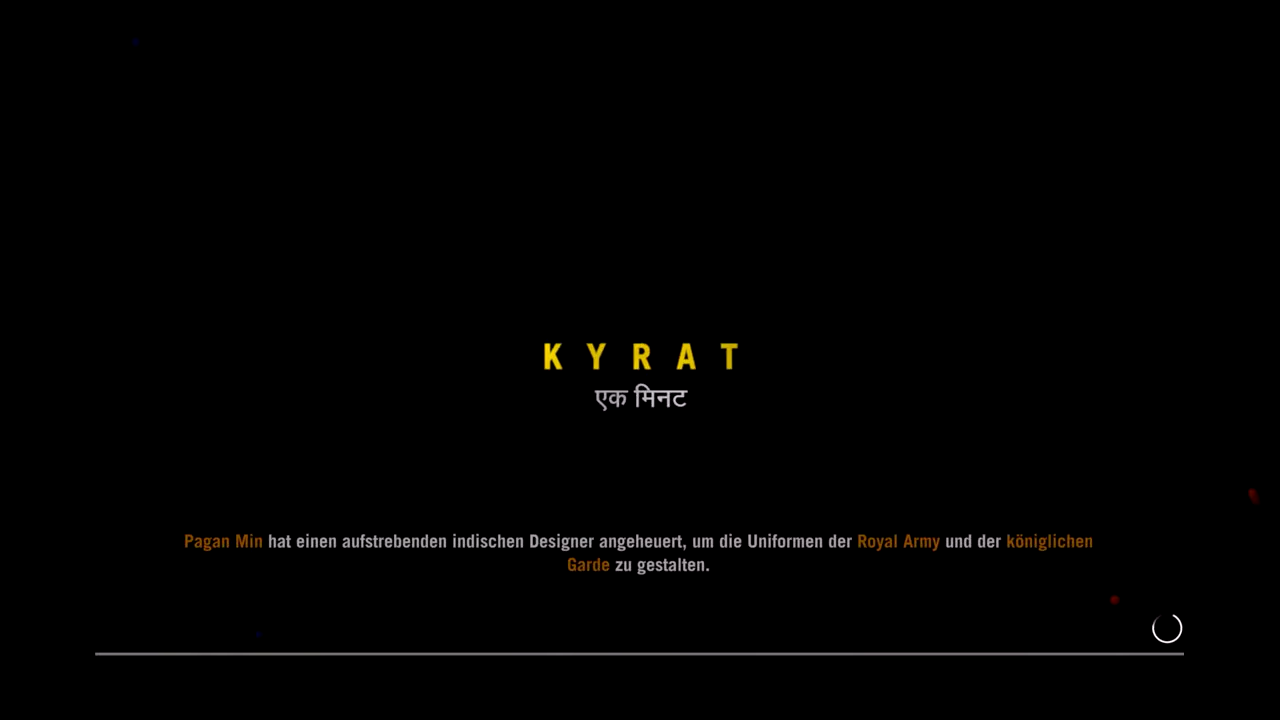 KYRAT
एक मिनट
Pagan Min hat einen aufstrebenden indischen Designer angeheuert, um die Uniformen der Royal Army und der königlichen
Garde zu gestalten.